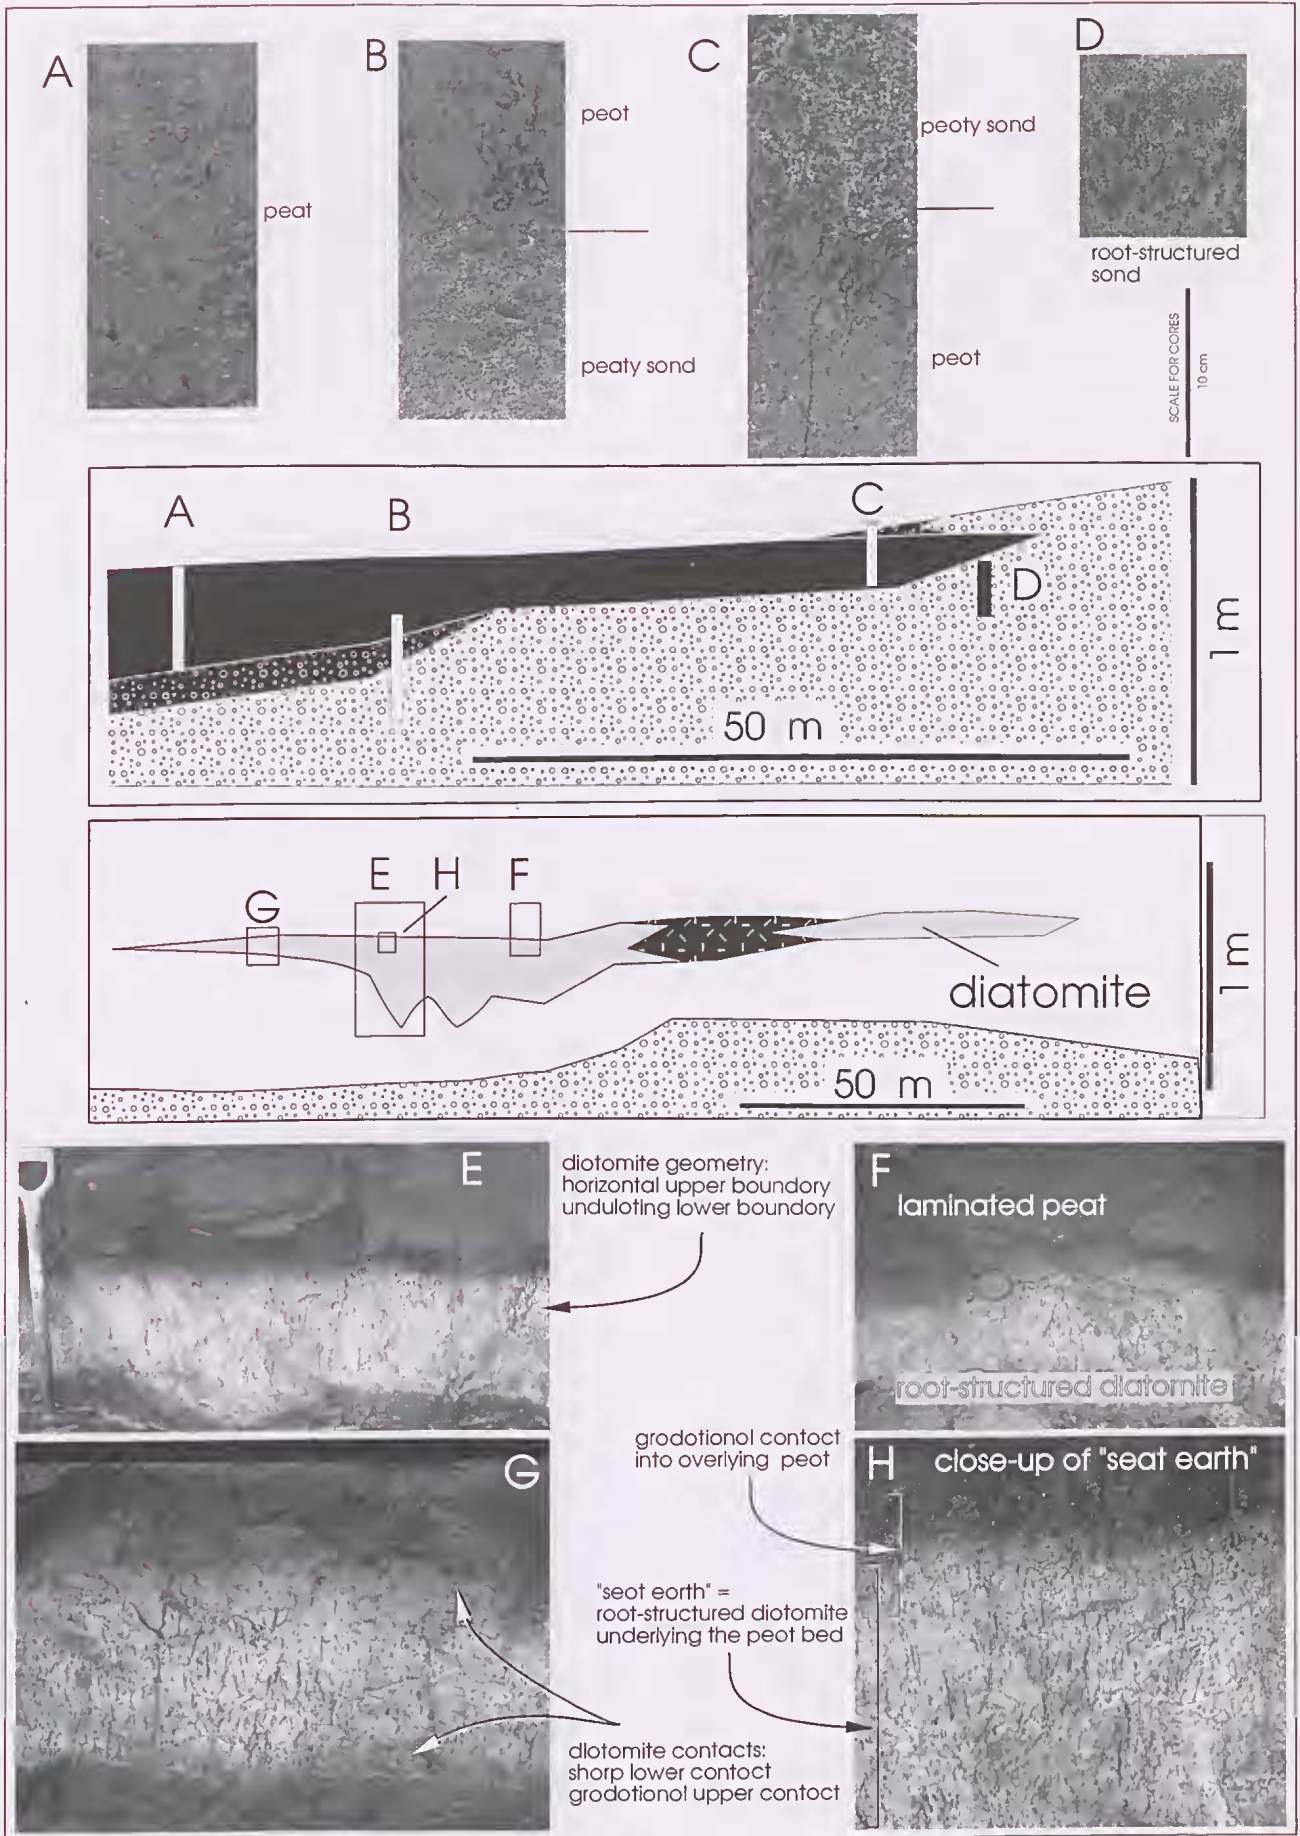 A
B
C
D
peat
peot
peaty sond
peoty sond
peot
root-structured
sond
SCALE FOR CORES
10 cm
A
B
C
D
1 m
50 m
G
E
H
F
diatomite
1 m
50 m
E
diotomite geometry:
horizontal upper boundory
unduloting lower boundory
F
laminated peat
root-structured diatomite
G
grodotionol contoct
into overlying peot
H close-up of "seat earth"
"seot eorth" =
root-structured diotomite
underlying the peot bed
diotomite contacts:
shorp lower contoct
grodotionol upper contoct